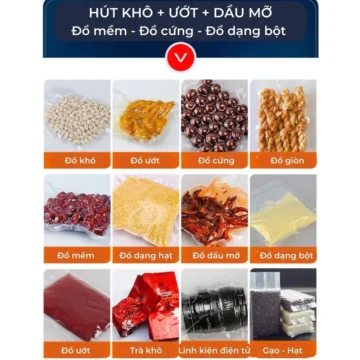 HÚT KHÔ + ƯỚT + DẦU MỠ
Đồ mềm - Đồ cứng - Đồ dạng bột
Đồ khô
Đồ ướt
Đồ cứng
Đồ giòn
Đồ mềm
Đồ dạng hạt
Đồ dầu mỡ
Đồ dạng bột
Đồ ướt
Trà khô
Linh kiện điện tử
Gạo - Hạt